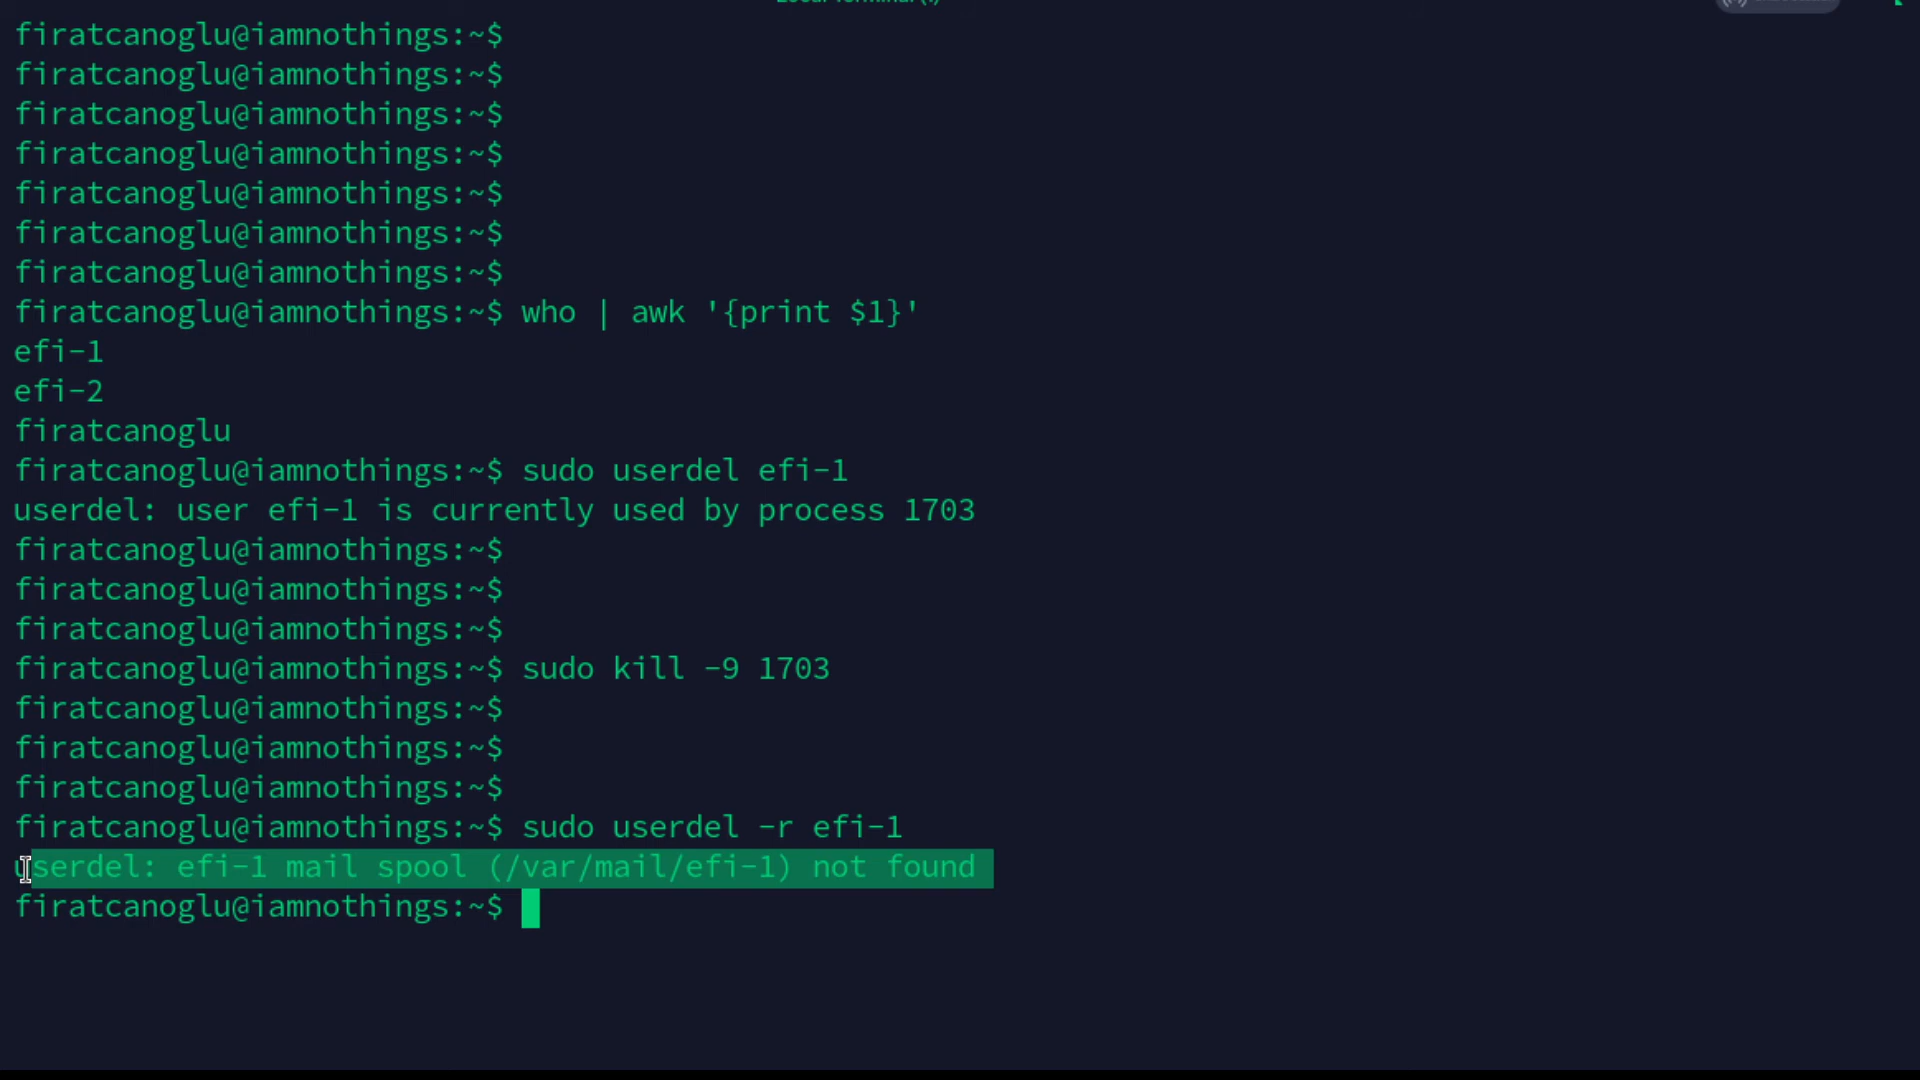 firatcanoglu@iamnothings:~$
firatcanoglu@iamnothings:~$
firatcanoglu@iamnothings:~$
firatcanoglu@iamnothings:~$
firatcanoglu@iamnothings:~$
firatcanoglu@iamnothings:~$
firatcanoglu@iamnothings:~$
firatcanoglu@iamnothings:~$ who | awk '{print $1}'
efi-1
efi-2
firatcanoglu
firatcanoglu@iamnothings:~$ sudo userdel efi-1
userdel: user efi-1 is currently used by process 1703
firatcanoglu@iamnothings:~$
firatcanoglu@iamnothings:~$
firatcanoglu@iamnothings:~$
firatcanoglu@iamnothings:~$ sudo kill -9 1703
firatcanoglu@iamnothings:~$
firatcanoglu@iamnothings:~$
firatcanoglu@iamnothings:~$
firatcanoglu@iamnothings:~$ sudo userdel -r efi-1
userdel: efi-1 mail spool (/var/mail/efi-1) not found
firatcanoglu@iamnothings:~$